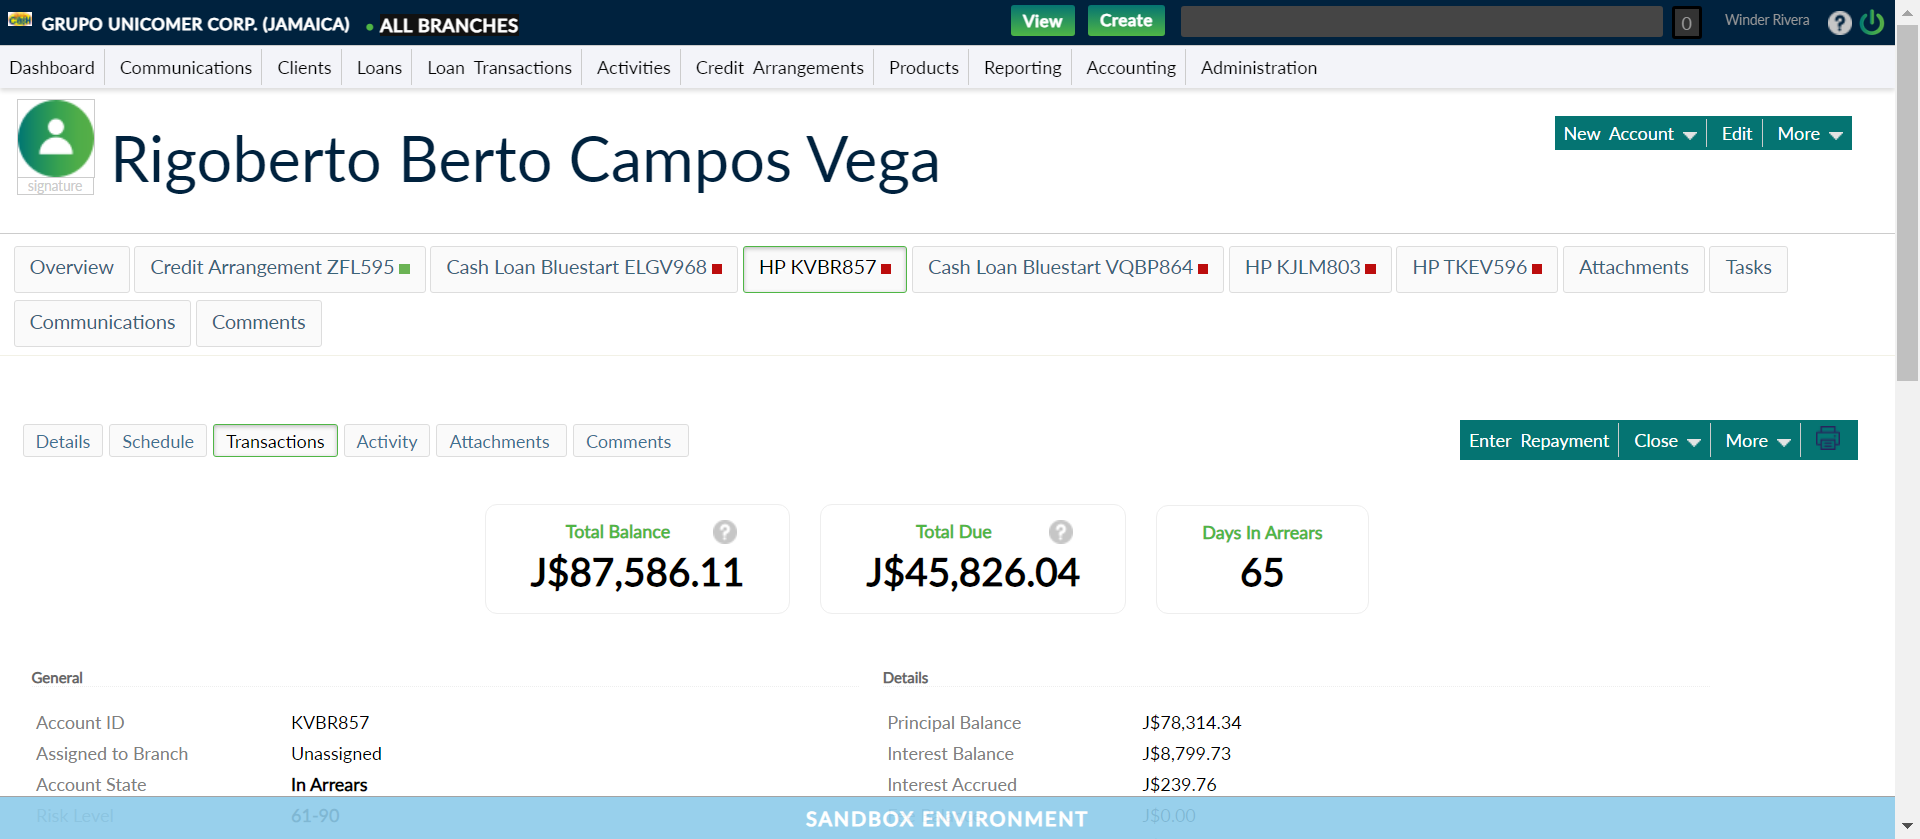 Cash
GRUPO UNICOMER CORP. (JAMAICA) • ALL BRANCHES View Create 0 Winder Rivera ?
Dashboard Communications Clients Loans Loan Transactions Activities Credit Arrangements Products Reporting Accounting Administration
signature
Rigoberto Berto Campos Vega
New Account Edit More
Overview Credit Arrangement ZFL595 Cash Loan Bluestart ELGV968 HP KVBR857 Cash Loan Bluestart VQBP864 HP KJLM803 HP TKEV596 Attachments Tasks
Communications Comments
Details Schedule Transactions Activity Attachments Comments Enter Repayment Close More
Total Balance ? Total Due ? Days In Arrears
J$87,586.11 J$45,826.04 65
General Details
Account ID KVBR857 Principal Balance J$78,314.34
Assigned to Branch Unassigned Interest Balance J$8,799.73
Account State In Arrears Interest Accrued J$239.76
Risk Level 61-90 J$0.00
SANDBOX ENVIRONMENT